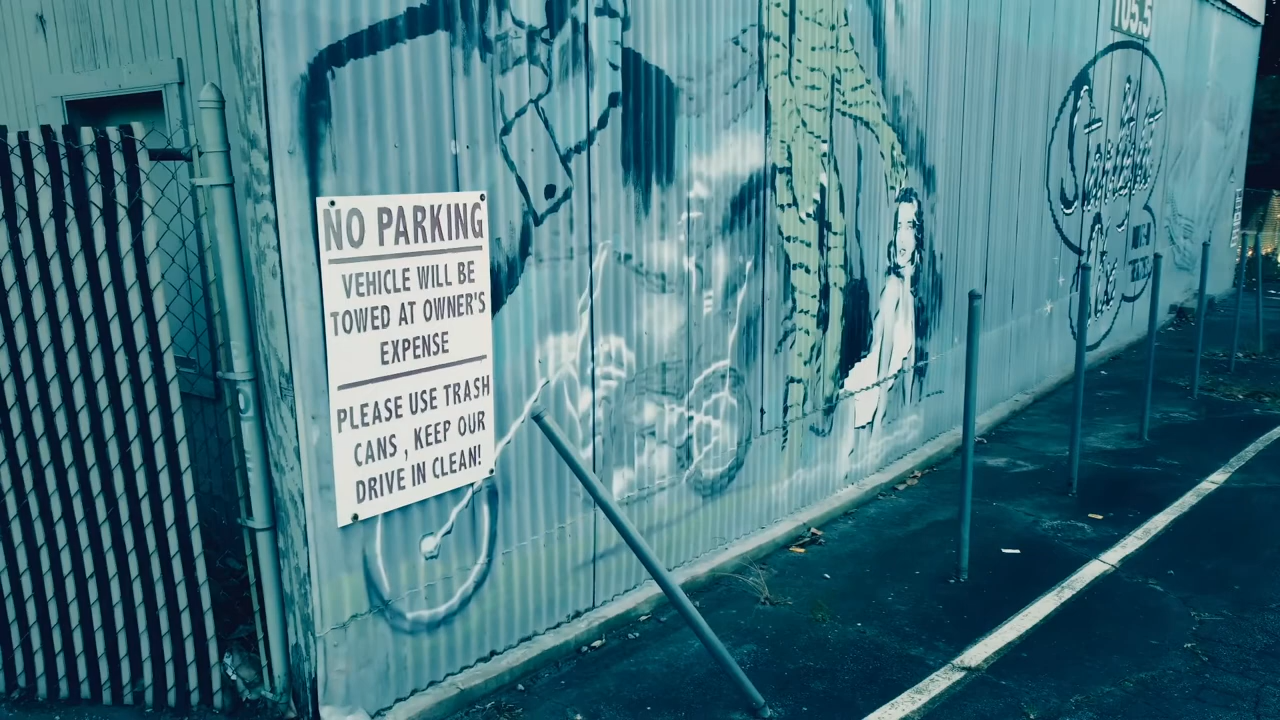 NO PARKING
VEHICLE WILL BE
TOWED AT OWNER'S
EXPENSE
PLEASE USE TRASH
CANS , KEEP OUR
DRIVE IN CLEAN!
105.5
Starlight